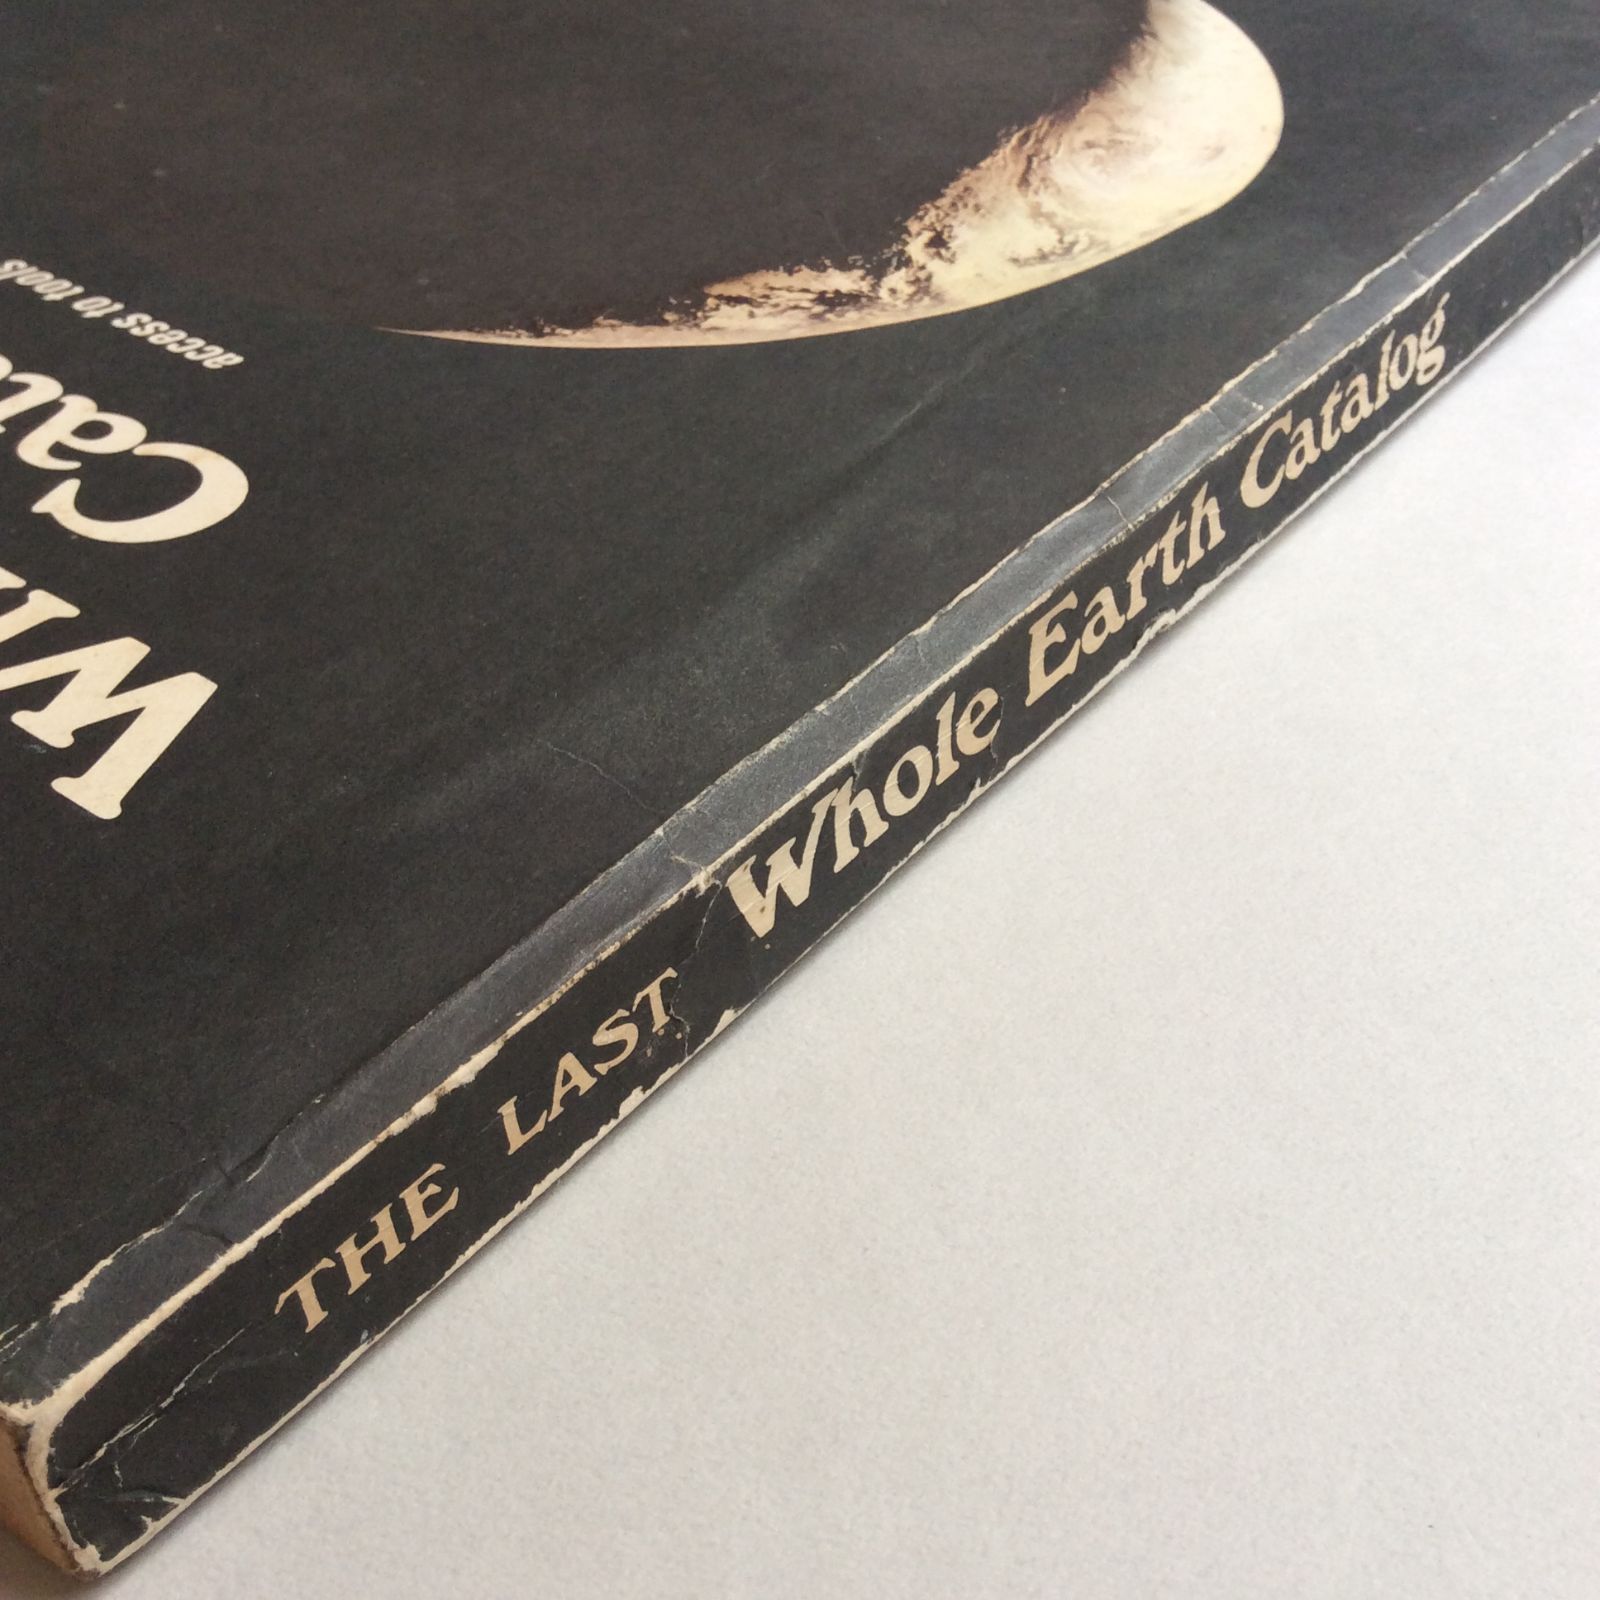 access to tools
THE LAST Whole Earth Catalog